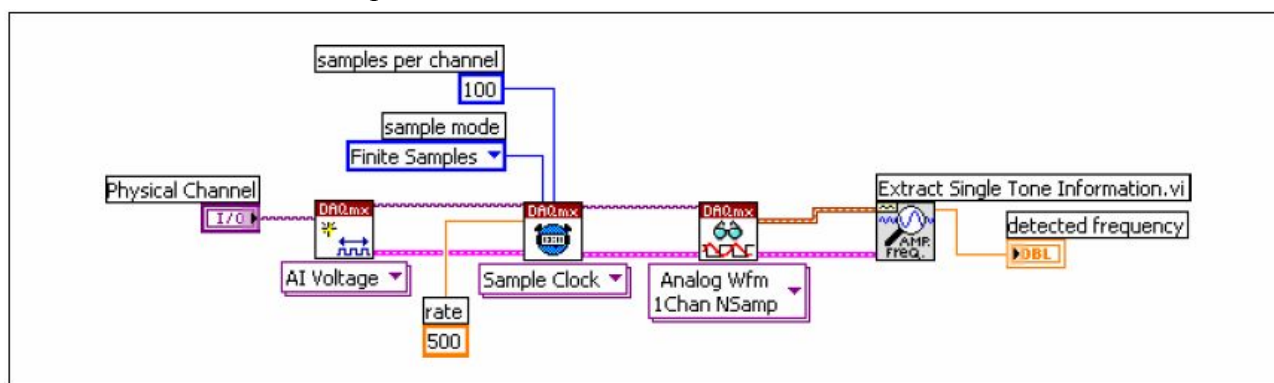 samples per channel
100
sample mode
Finite Samples
Physical Channel
I/O
DAQmx
AI Voltage
rate
500
DAQmx
Sample Clock
DAQmx
Analog Wfm
1Chan NSamp
Extract Single Tone Information.vi
AMP.
FREQ.
detected frequency
DBL